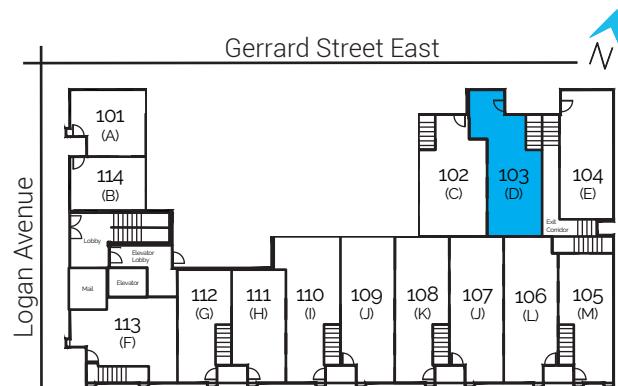 Gerrard Street East
N
Logan Avenue
101
(A)
114
(B)
102
(C)
103
(D)
104
(E)
Exit
Corridor
Lobby
Elevator
Lobby
Mail
Elevator
113
(F)
112
(G)
111
(H)
110
(I)
109
(J)
108
(K)
107
(J)
106
(L)
105
(M)